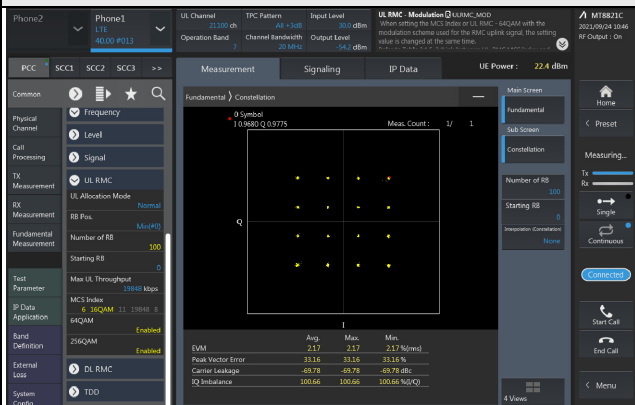 Phone2
Phone1
LTE
40.00 #013
UL Channel
21100 ch
Operation Band
7
TPC Pattern
All +3dB
Channel Bandwidth
20 MHz
Input Level
30.0 dBm
Output Level
-54.2 dBm
UL RMC - Modulation ULRMC_MOD
When setting the MCS Index or UL RMC - 64QAM with the
modulation scheme used for the RMC uplink signal, the setting
value is changed at the same time.
MT8821C
2021/09/24 10:46
RF Output : On
PCC
SCC1
SCC2
SCC3
>>
Measurement
Signaling
IP Data
UE Power : 22.4 dBm
Common
Physical
Channel
Call
Processing
TX
Measurement
RX
Measurement
Fundamental
Measurement
Test
Parameter
IP Data
Application
Band
Definition
External
Loss
System
Config
Frequency
Level
Signal
UL RMC
UL Allocation Mode
Normal
RB Pos.
Min(#0)
Number of RB
100
Starting RB
0
Max UL Throughput
19848 kbps
MCS Index
6 16QAM 11 19848 8
64QAM
Enabled
256QAM
Enabled
DL RMC
TDD
Fundamental > Constellation
0 Symbol
I 0.9680 Q 0.9775
Meas. Count : 1/ 1
Q
I
Avg. Max. Min.
EVM 2.17 2.17 2.17 %(rms)
Peak Vector Error 33.16 33.16 33.16 %
Carrier Leakage -69.78 -69.78 -69.78 dBc
IQ Imbalance 100.66 100.66 100.66 %(I/Q)
Main Screen
Fundamental
Sub Screen
Constellation
Number of RB
100
Starting RB
0
Interpolation (Constellation)
None
4 Views
Home
< Preset
Measuring...
Tx
Rx
Single
Continuous
Connected
Start Call
End Call
< Menu